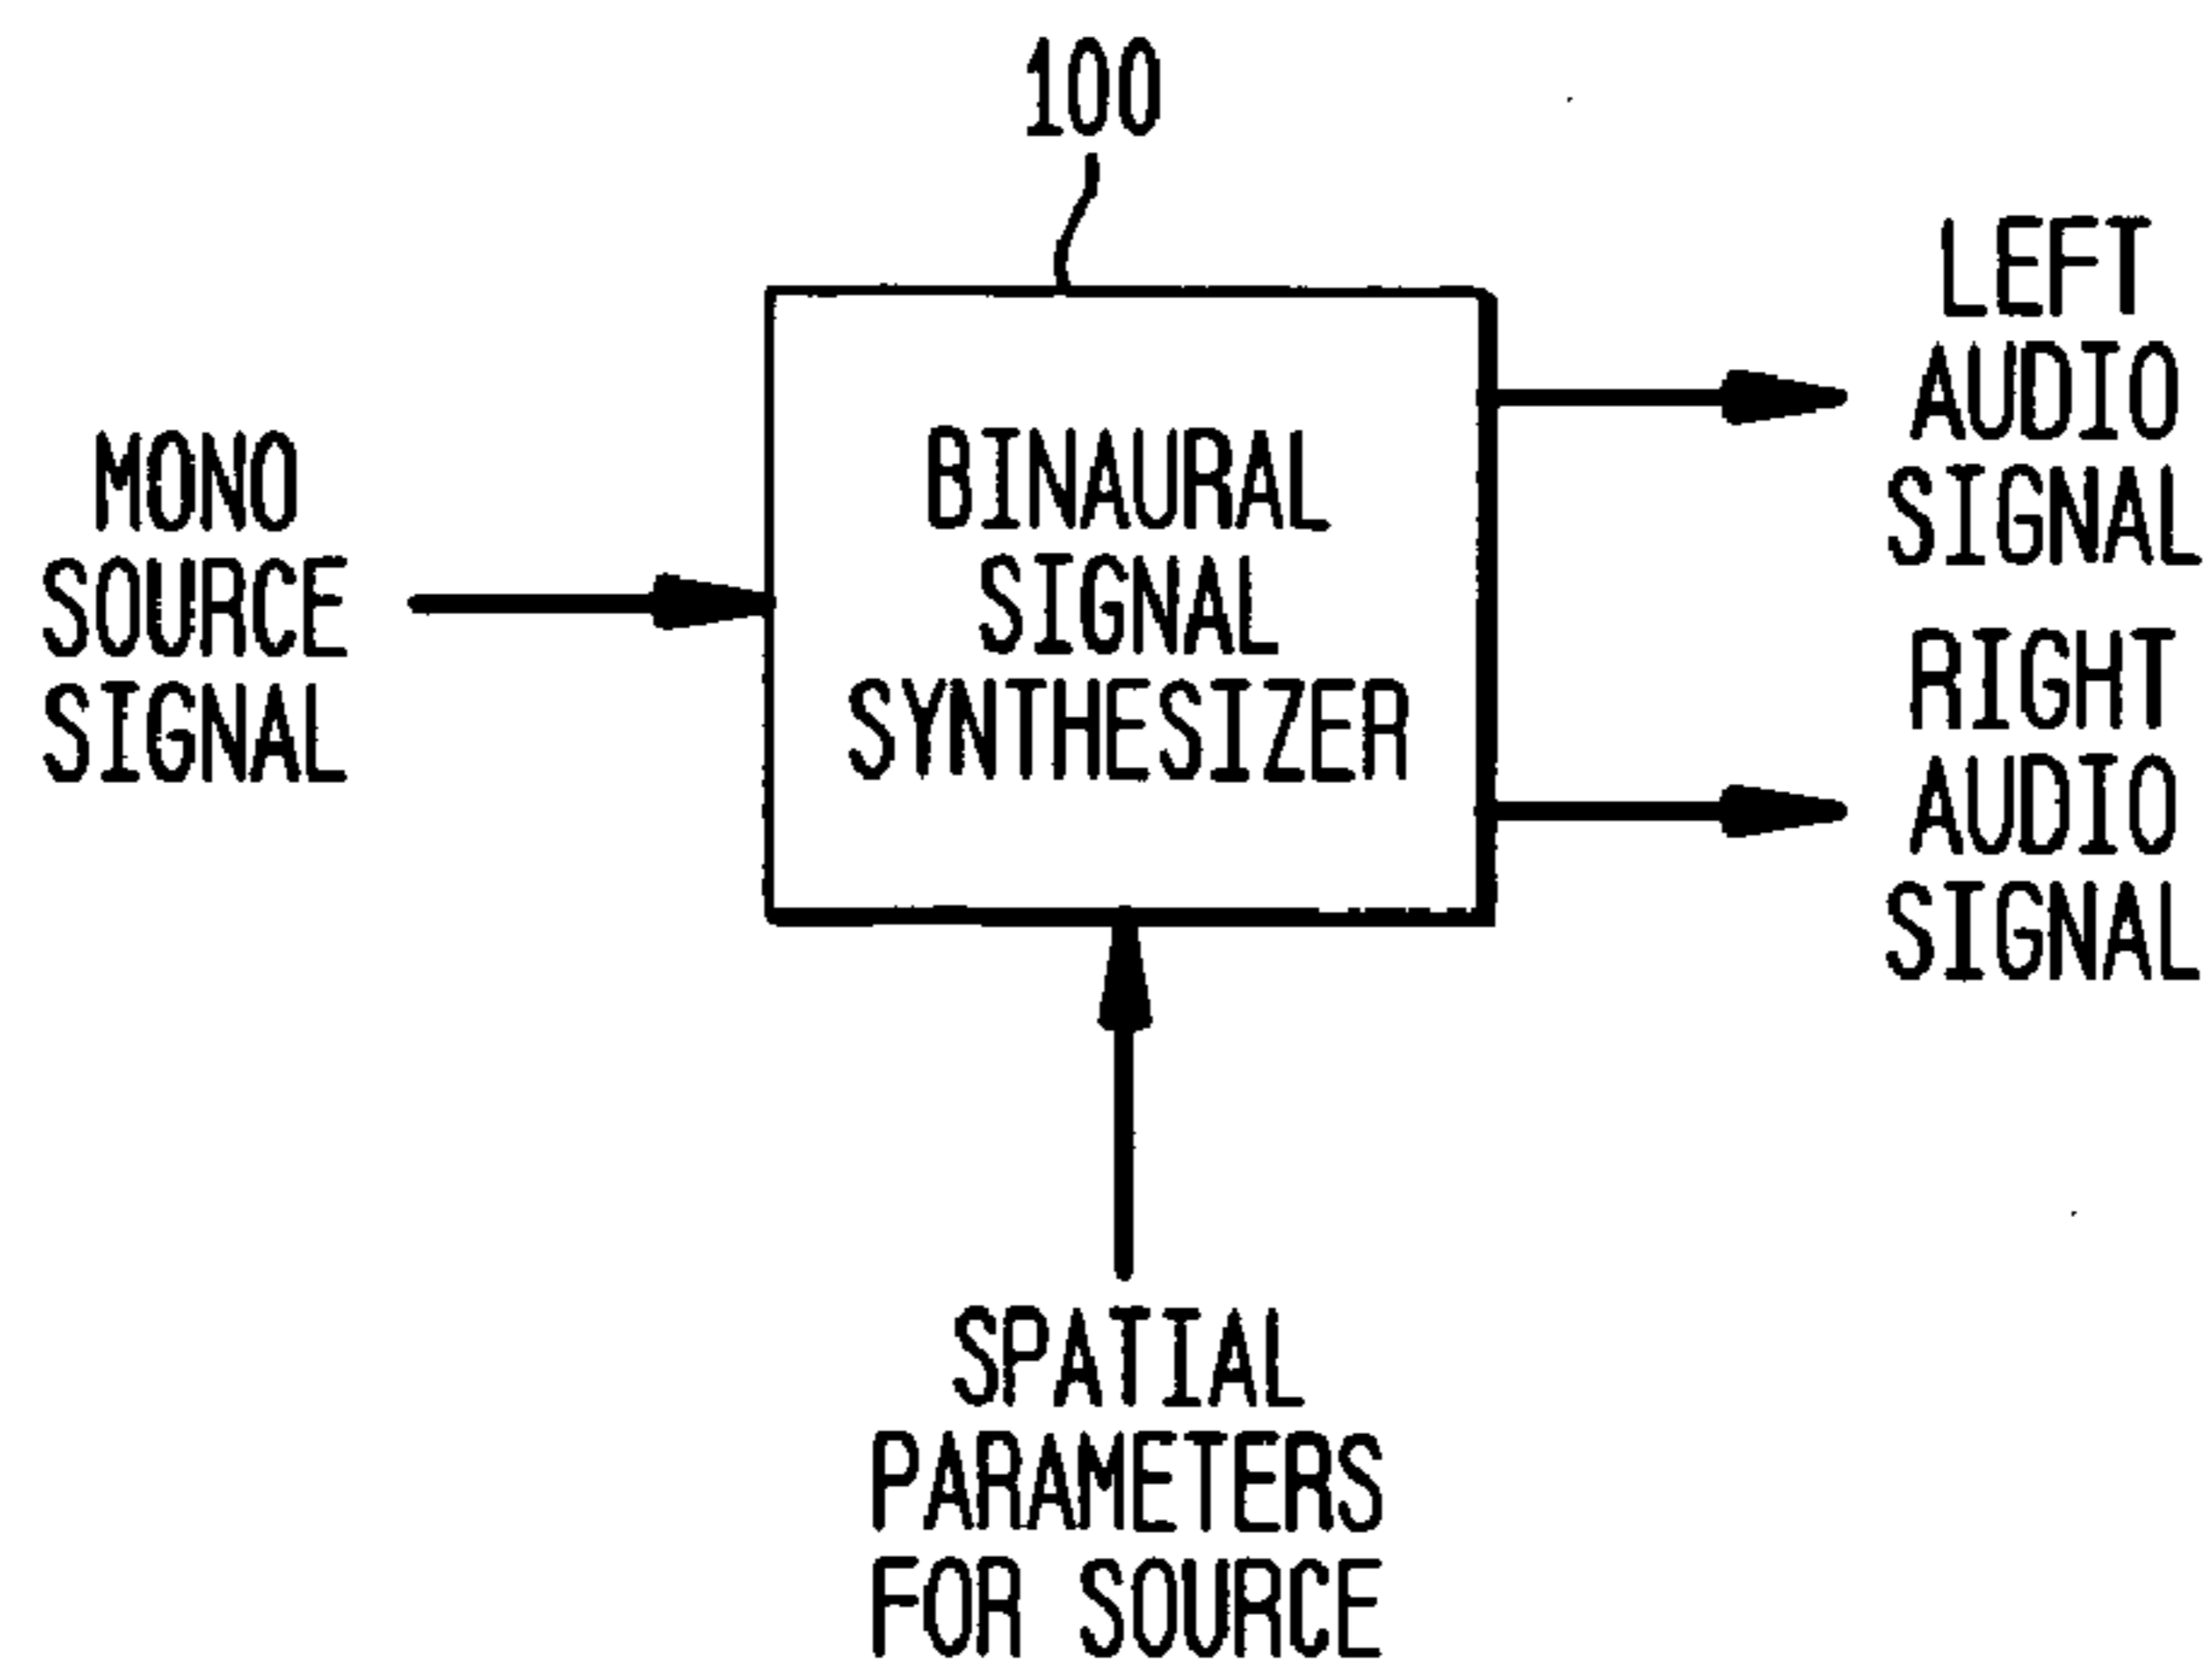 100
MONO
SOURCE
SIGNAL
BINAURAL
SIGNAL
SYNTHESIZER
LEFT
AUDIO
SIGNAL
RIGHT
AUDIO
SIGNAL
SPATIAL
PARAMETERS
FOR SOURCE